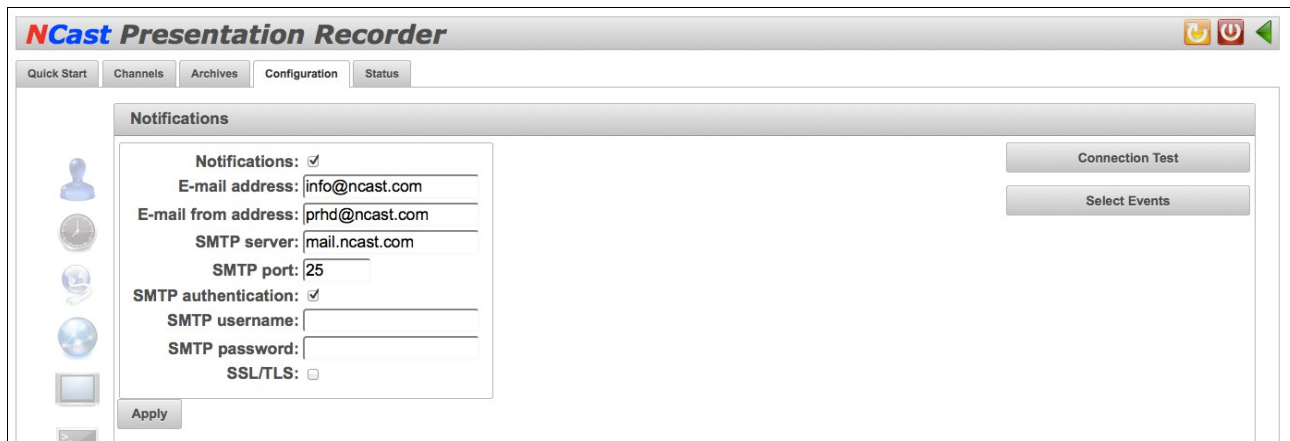 NCast Presentation Recorder
Quick Start Channels Archives Configuration Status
Notifications
Notifications:
E-mail address: info@ncast.com
E-mail from address: prhd@ncast.com
SMTP server: mail.ncast.com
SMTP port: 25
SMTP authentication:
SMTP username:
SMTP password:
SSL/TLS:
Apply
Connection Test
Select Events